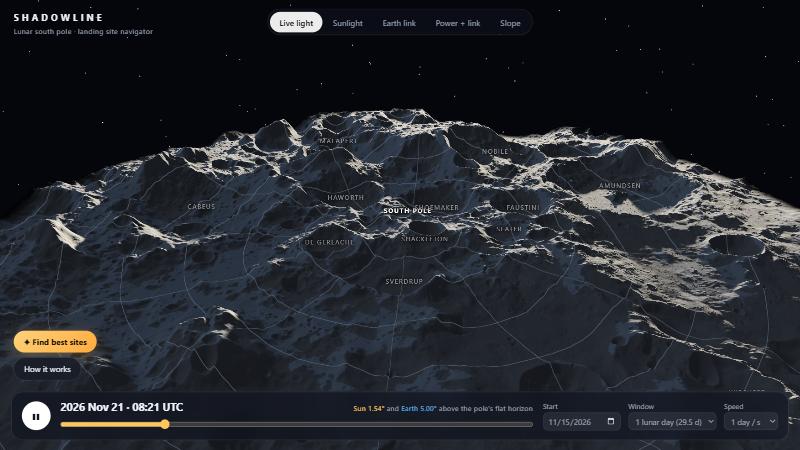 SHADOWLINE
Lunar south pole · landing site navigator
Live light
Sunlight
Earth link
Power + link
Slope
MALAPERT
NOBILE
AMUNDSEN
CABEUS
HAWORTH
SOUTH POLE
SHOEMAKER
FAUSTINI
SLATER
DE GERLACHE
SHACKLETON
SVERDRUP
✦ Find best sites
How it works
2026 Nov 21 · 08:21 UTC
Sun 1.54° and Earth 5.00° above the pole's flat horizon
Start
11/15/2026
Window
1 lunar day (29.5 d)
Speed
1 day / s